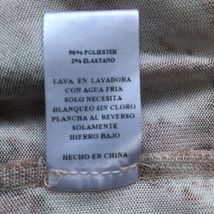 98% POLIESTER
2% ELASTANO
LAVA EN LAVADORA
CON AGUA FRIA
SOLO NECESITA
BLANQUEO SIN CLORO
PLANCHA AL REVERSO
SOLAMENTE
HIERRO BAJO
HECHO EN CHINA